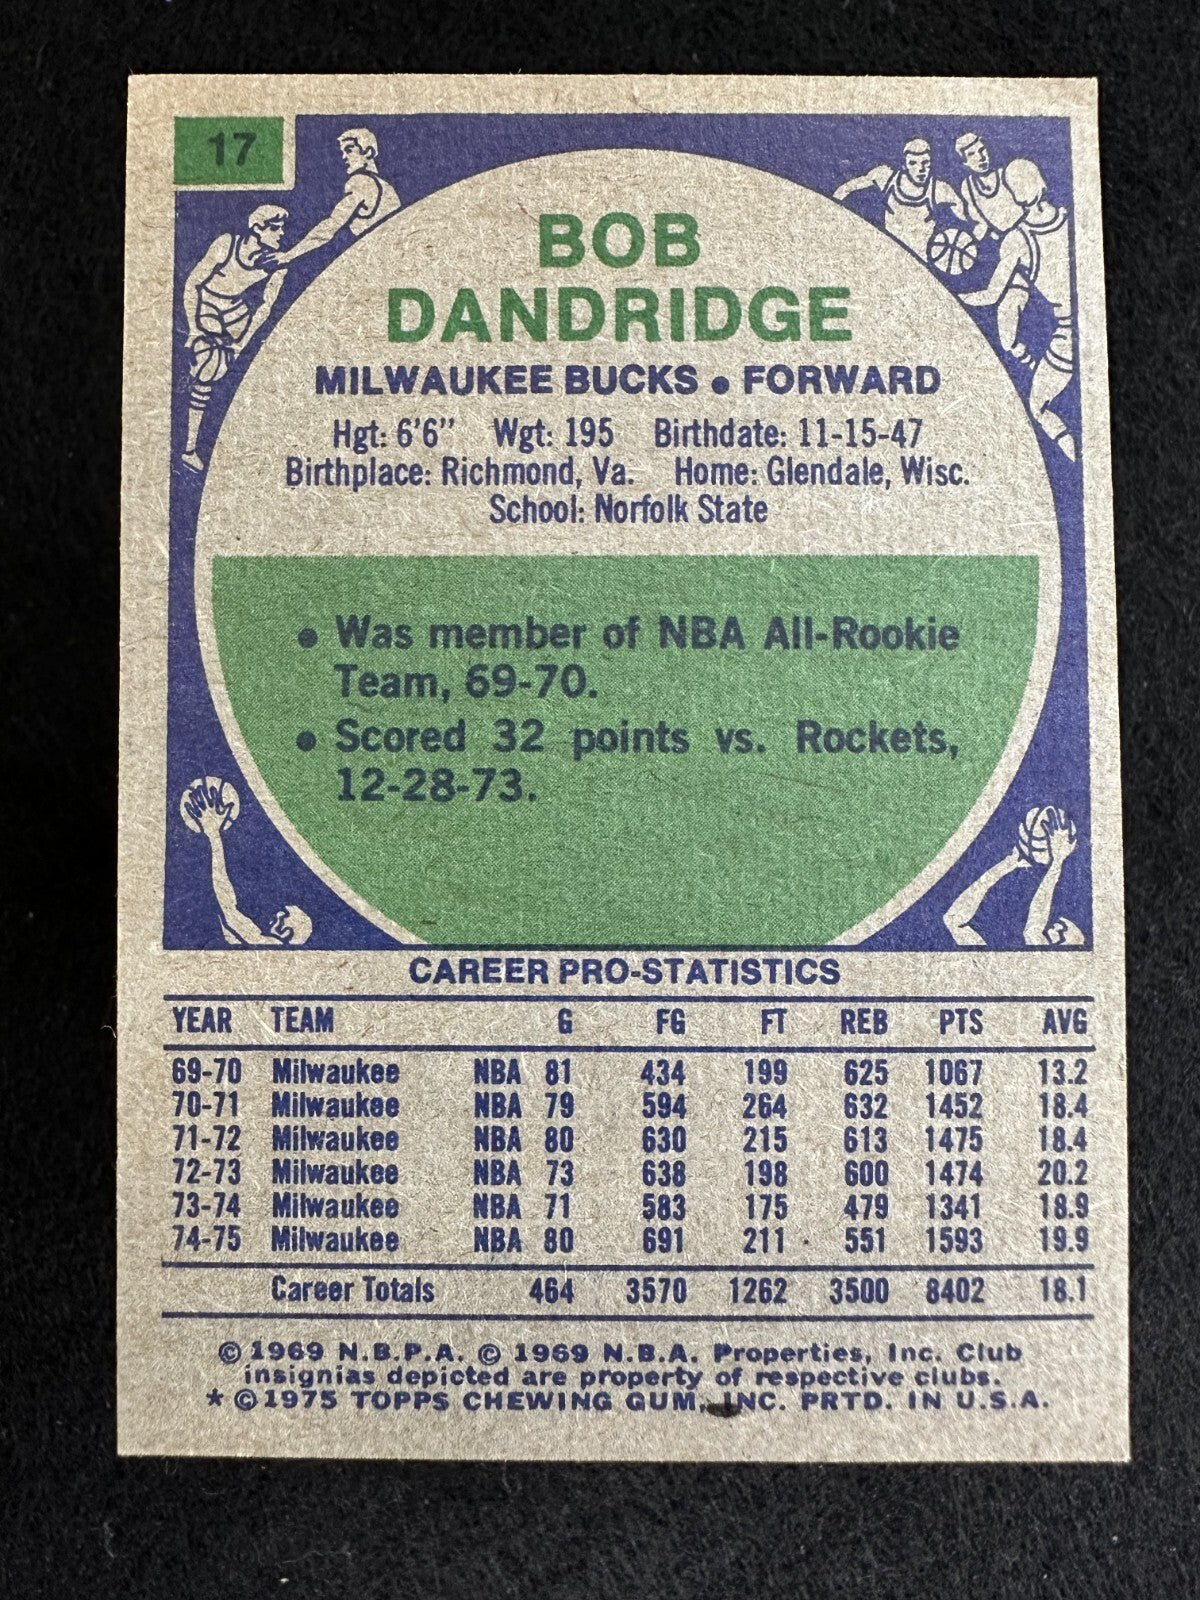 17
BOB
DANDRIDGE
MILWAUKEE BUCKS • FORWARD
Hgt: 6'6" Wgt: 195 Birthdate: 11-15-47
Birthplace: Richmond, Va. Home: Glendale, Wisc.
School: Norfolk State
• Was member of NBA All-Rookie
Team, 69-70.
• Scored 32 points vs. Rockets,
12-28-73.
CAREER PRO-STATISTICS
YEAR TEAM G FG FT REB PTS AVG
69-70 Milwaukee NBA 81 434 199 625 1067 13.2
70-71 Milwaukee NBA 79 594 264 632 1452 18.4
71-72 Milwaukee NBA 80 630 215 613 1475 18.4
72-73 Milwaukee NBA 73 638 198 600 1474 20.2
73-74 Milwaukee NBA 71 583 175 479 1341 18.9
74-75 Milwaukee NBA 80 691 211 551 1593 19.9
Career Totals 464 3570 1262 3500 8402 18.1
© 1969 N.B.P.A. © 1969 N.B.A. Properties, Inc. Club
insignias depicted are property of respective clubs.
* © 1975 TOPPS CHEWING GUM, INC. PRTD. IN U.S.A.